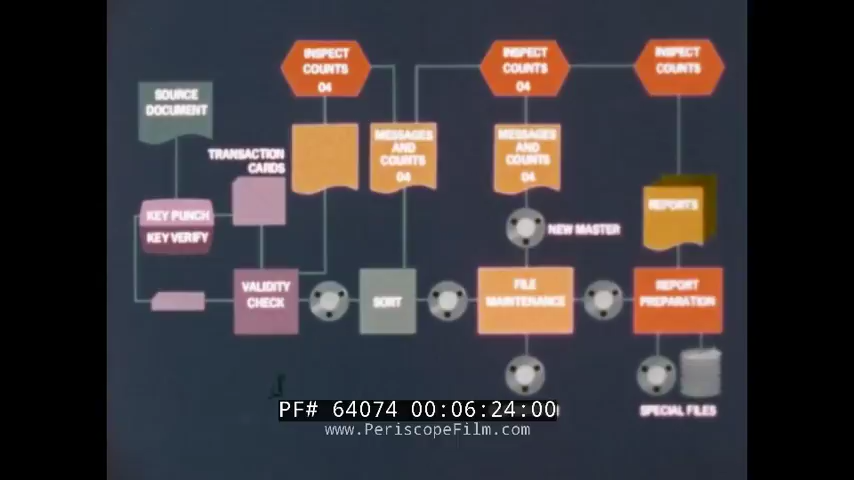 INSPECT
COUNTS
04
INSPECT
COUNTS
04
INSPECT
COUNTS
SOURCE
DOCUMENT
TRANSACTION
CARDS
MESSAGES
AND
COUNTS
04
MESSAGES
AND
COUNTS
04
REPORTS
KEY PUNCH
KEY VERIFY
NEW MASTER
VALIDITY
CHECK
SORT
FILE
MAINTENANCE
REPORT
PREPARATION
SPECIAL FILES
PF# 64074 00:06:24:00
www.PeriscopeFilm.com